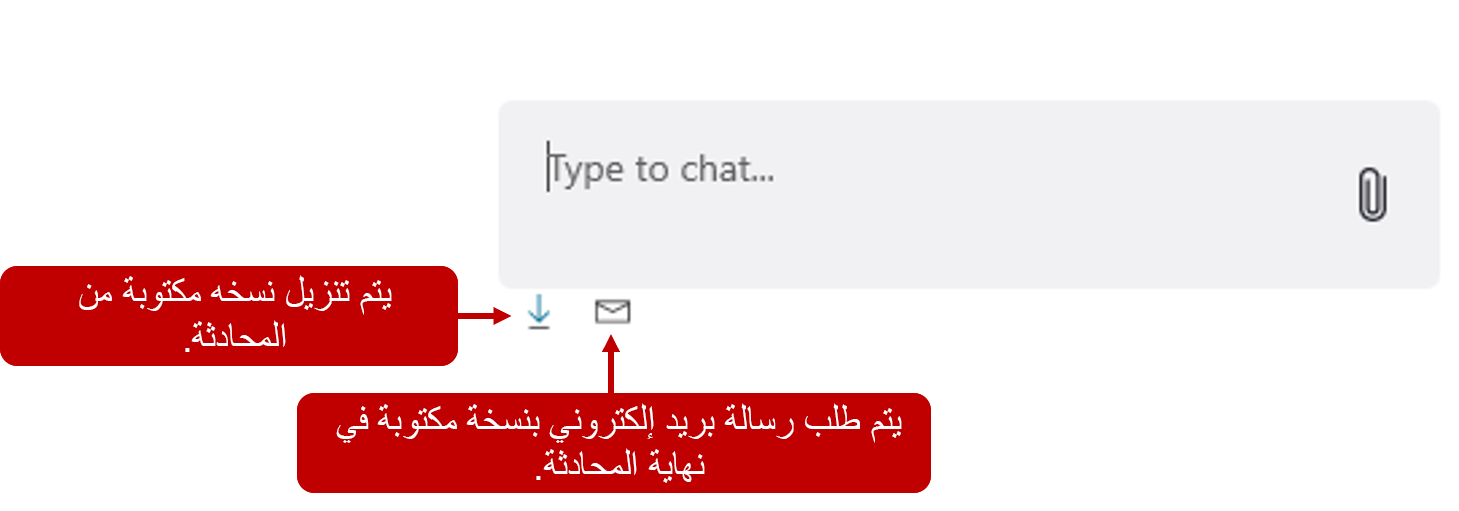 Type to chat...
يتم تنزيل نسخه مكتوبة من
المحادثة.
يتم طلب رسالة بريد إلكتروني بنسخة مكتوبة في
نهاية المحادثة.